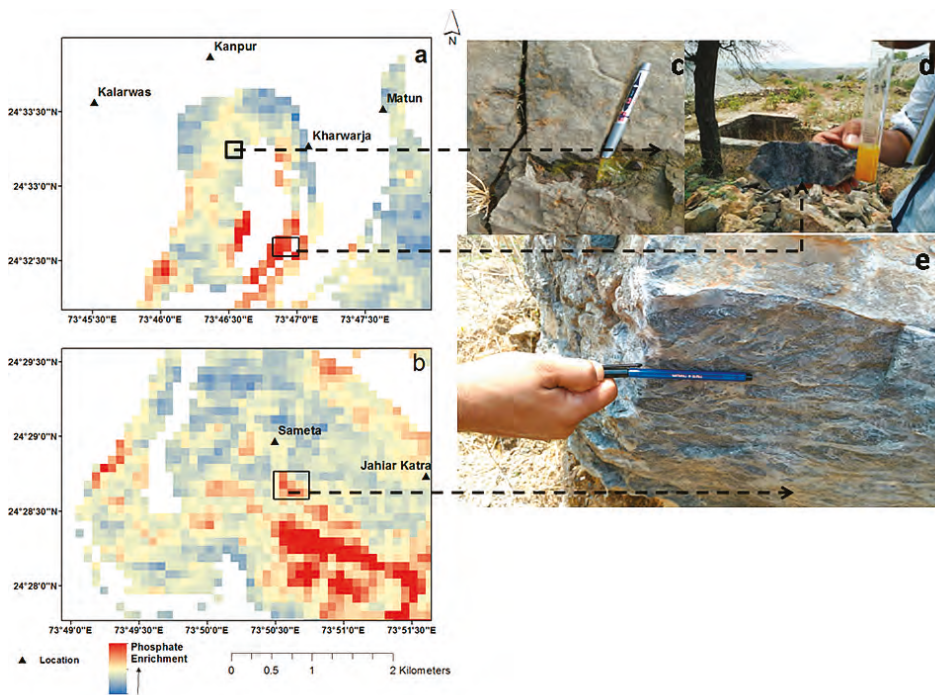 N
a
Kanpur
Kalarwas
Matun
Kharwarja
24°33'30"N
24°33'0"N
24°32'30"N
73°45'30"E 73°46'0"E 73°46'30"E 73°47'0"E 73°47'30"E
b
24°29'30"N
24°29'0"N
24°28'30"N
24°28'0"N
Sameta
Jahlar Katra
73°49'0"E 73°49'30"E 73°50'0"E 73°50'30"E 73°51'0"E 73°51'30"E
Location
Phosphate
Enrichment
0 0.5 1 2 Kilometers
c
d
e